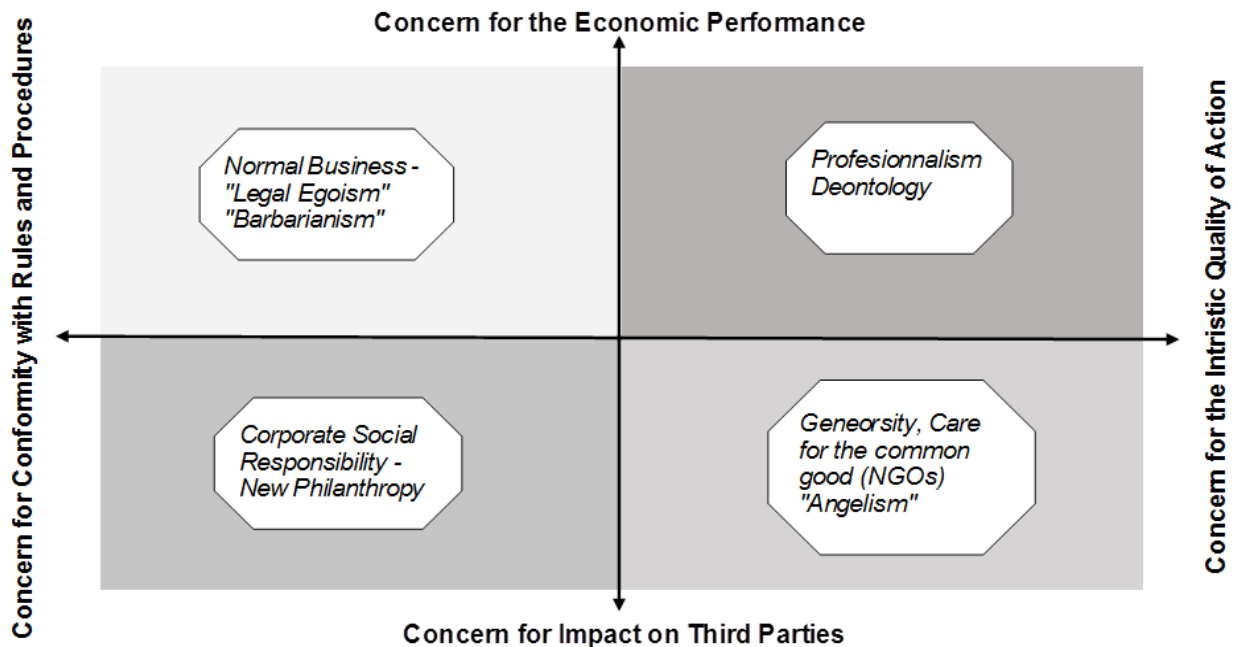 Concern for the Economic Performance
Concern for Conformity with Rules and Procedures
Normal Business -
"Legal Egoism"
"Barbarianism"
Profesionnalism
Deontology
Concern for the Intristic Quality of Action
Corporate Social
Responsibility -
New Philanthropy
Geneorsity, Care
for the common
good (NGOs)
"Angelism"
Concern for Impact on Third Parties